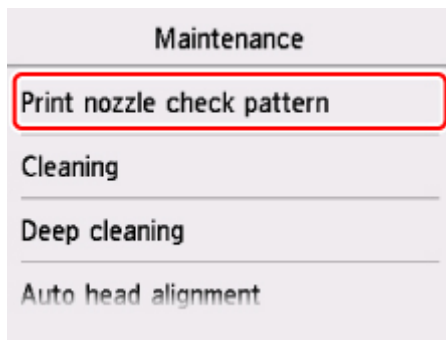 Maintenance
Print nozzle check pattern
Cleaning
Deep cleaning
Auto head alignment